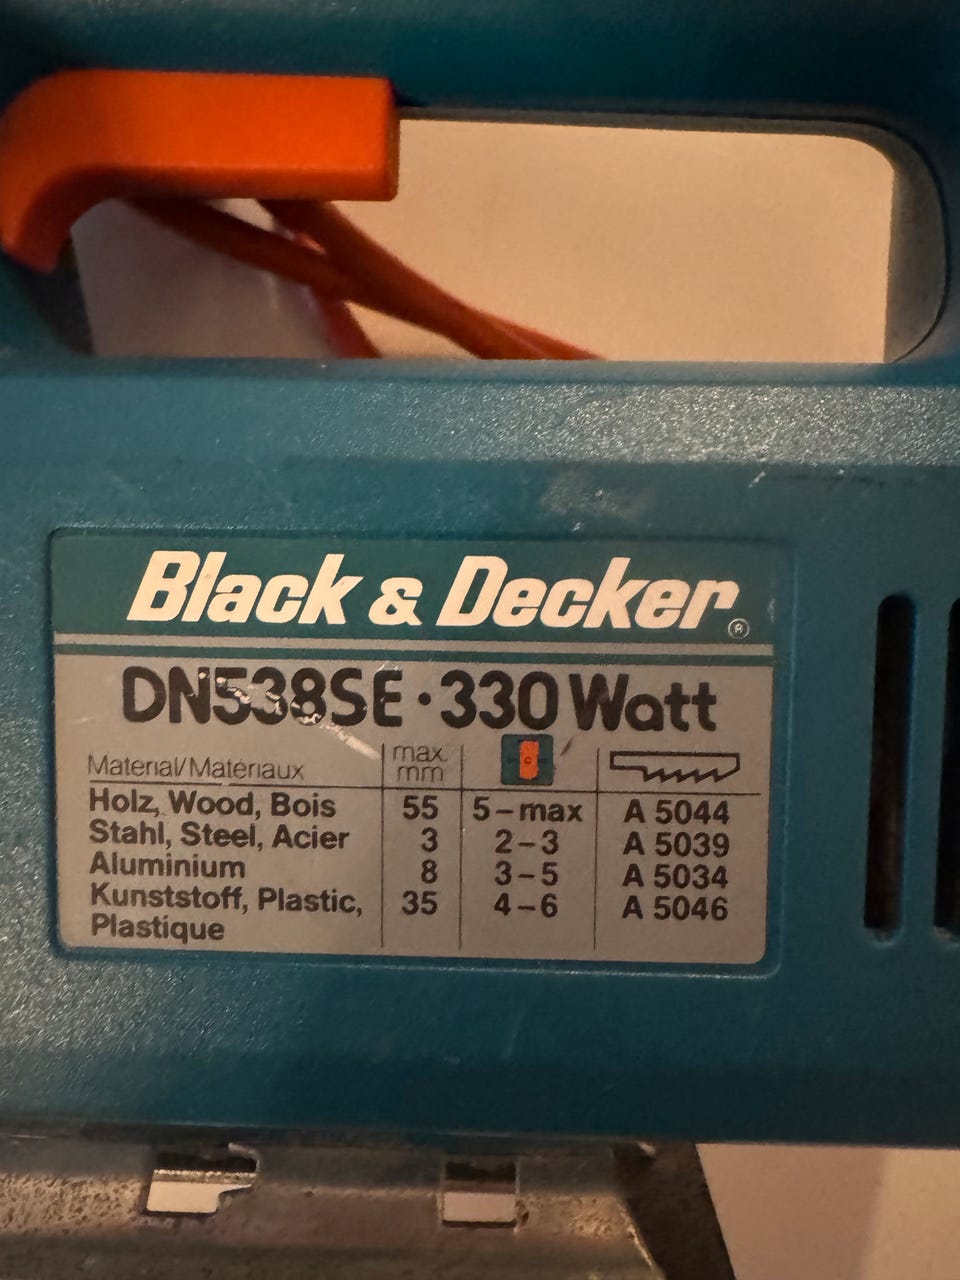 Black & Decker ®
DN538SE · 330 Watt
Material/Matériaux max. mm C
Holz, Wood, Bois 55 5–max A 5044
Stahl, Steel, Acier 3 2–3 A 5039
Aluminium 8 3–5 A 5034
Kunststoff, Plastic, 35 4–6 A 5046
Plastique